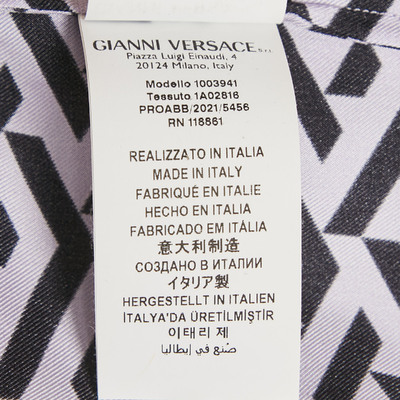 GIANNI VERSACE S.r.l.
Piazza Luigi Einaudi, 4
20124 Milano, Italy
Modello 1003941
Tessuto 1A02816
PROABB/2021/5456
RN 118861
REALIZZATO IN ITALIA
MADE IN ITALY
FABRIQUÉ EN ITALIE
HECHO EN ITALIA
FABRICADO EM ITÁLIA
意大利制造
СОЗДАНО В ИТАЛИИ
イタリア製
HERGESTELLT IN ITALIEN
İTALYA'DA ÜRETİLMİŞTİR
이태리 제
صُنع في إيطاليا